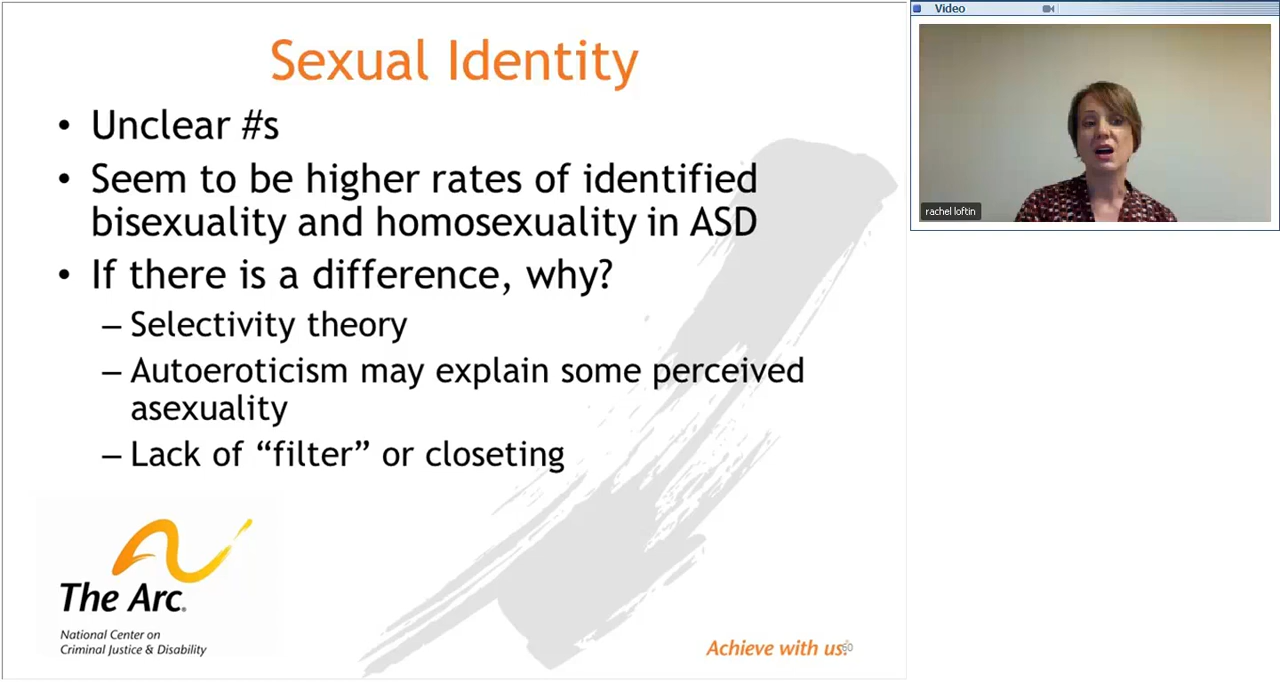 Sexual Identity
• Unclear #s
• Seem to be higher rates of identified
bisexuality and homosexuality in ASD
• If there is a difference, why?
– Selectivity theory
– Autoeroticism may explain some perceived
asexuality
– Lack of “filter” or closeting
The Arc®
National Center on
Criminal Justice & Disability
Achieve with us.
Video
rachel loftin